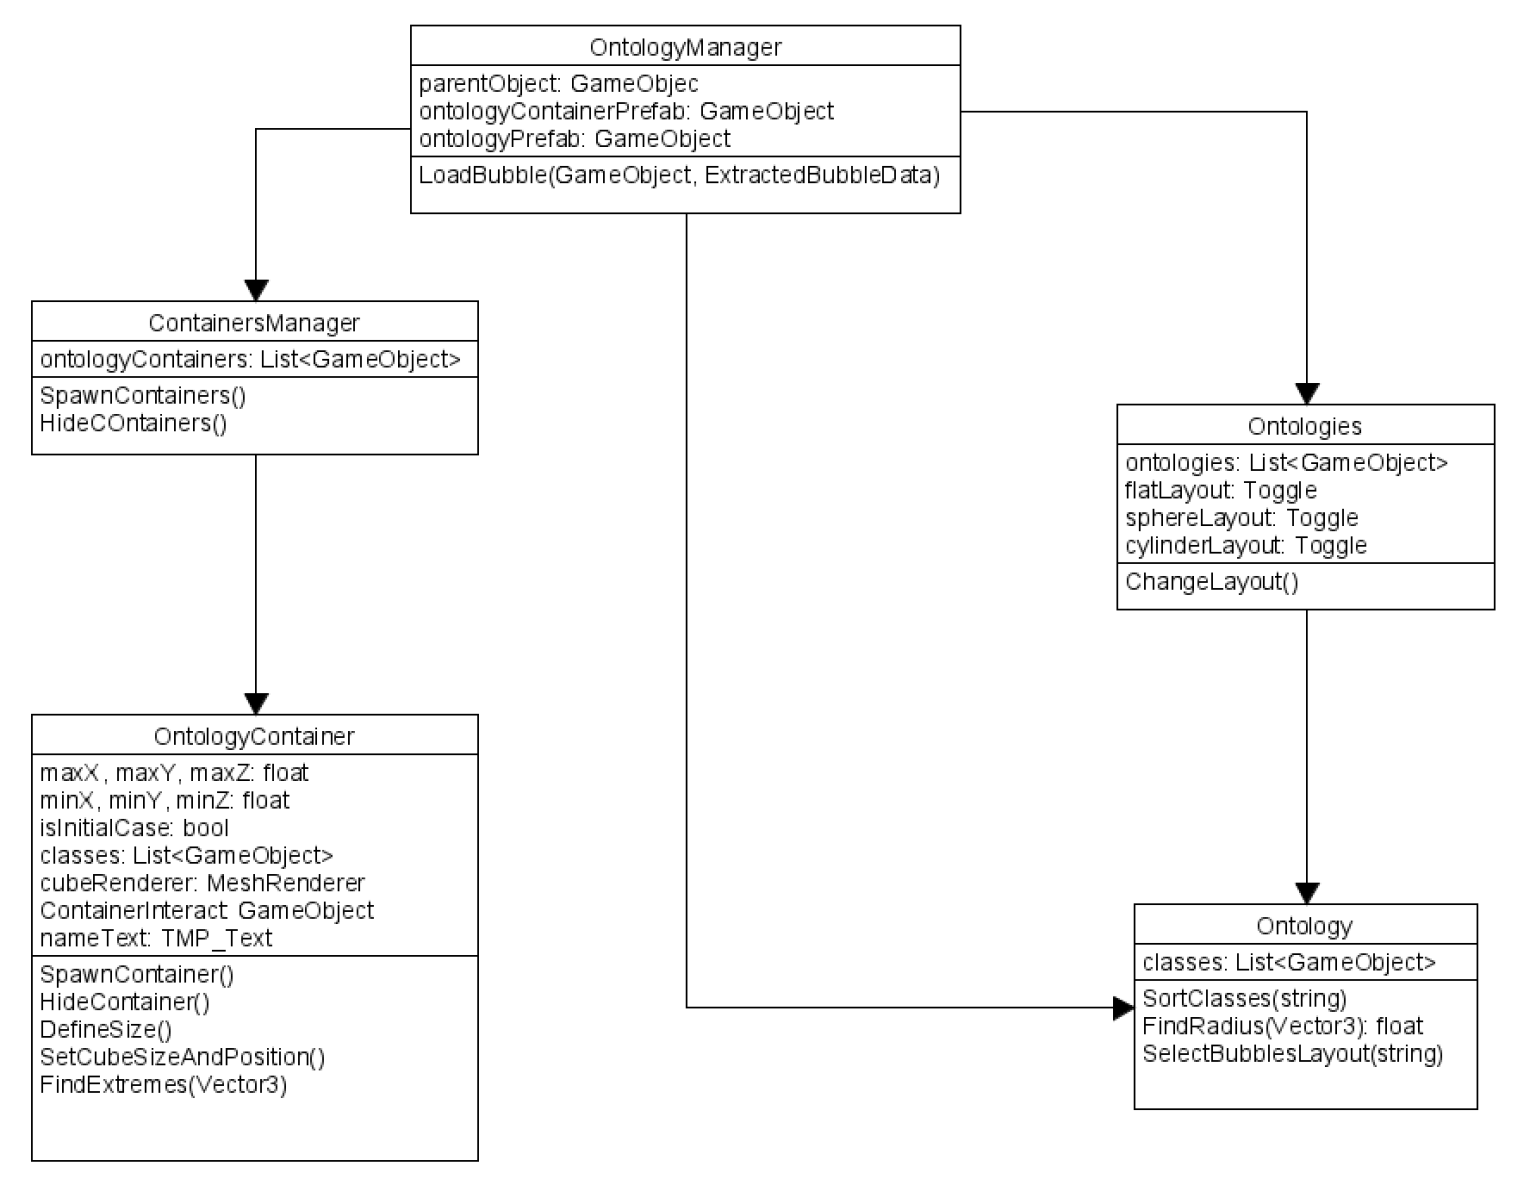 OntologyManager
parentObject: GameObjec
ontologyContainerPrefab: GameObject
ontologyPrefab: GameObject
LoadBubble(GameObject, ExtractedBubbleData)
ContainersManager
ontologyContainers: List<GameObject>
SpawnContainers()
HideCOntainers()
Ontologies
ontologies: List<GameObject>
flatLayout: Toggle
sphereLayout: Toggle
cylinderLayout: Toggle
ChangeLayout()
OntologyContainer
maxX, maxY, maxZ: float
minX, minY, minZ: float
isInitialCase: bool
classes: List<GameObject>
cubeRenderer: MeshRenderer
ContainerInteract: GameObject
nameText: TMP_Text
SpawnContainer()
HideContainer()
DefineSize()
SetCubeSizeAndPosition()
FindExtremes(Vector3)
Ontology
classes: List<GameObject>
SortClasses(string)
FindRadius(Vector3): float
SelectBubblesLayout(string)